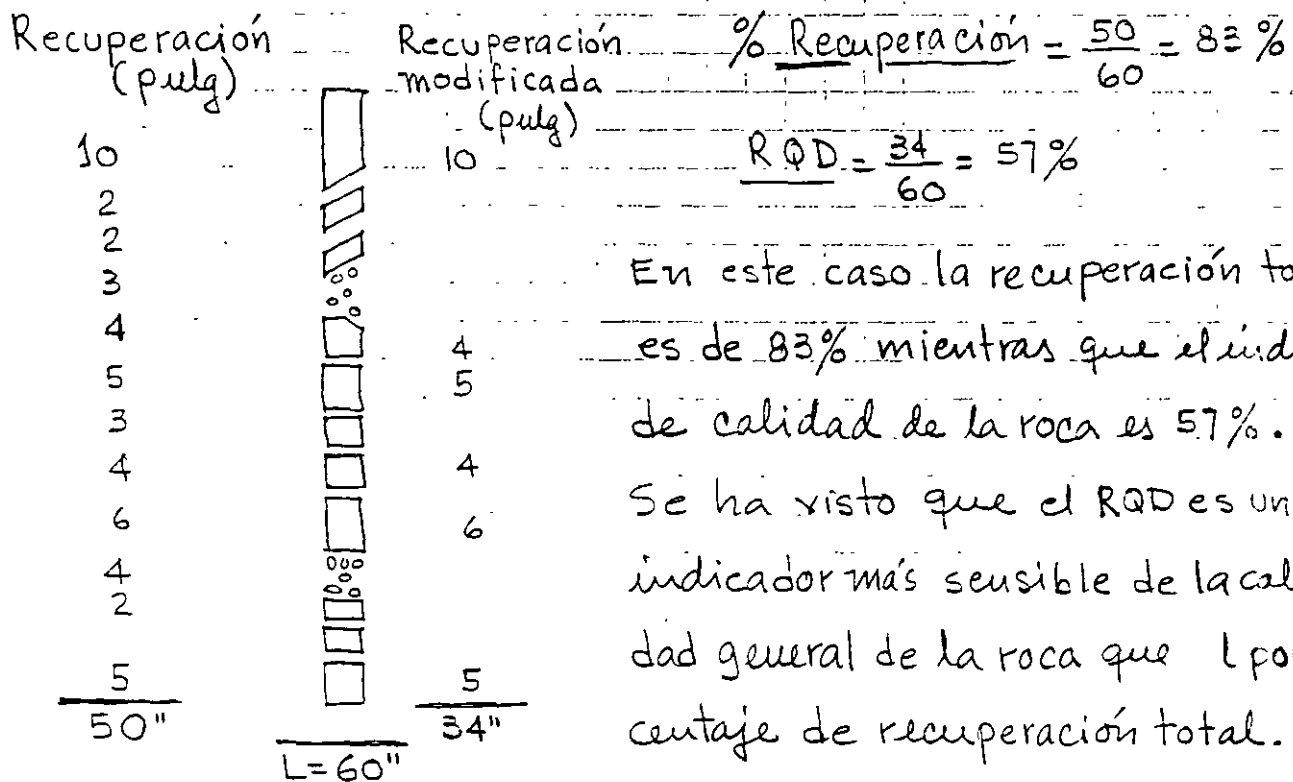 Recuperación
(pulg)
10
2
2
3
4
5
3
4
6
4
2
5
50"
L=60"
Recuperación
modificada
(pulg)
10
4
5
4
6
5
34"
% Recuperación = 50/60 = 83 %
RQD = 34/60 = 57%
En este caso la recuperación to
es de 83% mientras que el índ
de calidad de la roca es 57%.
Se ha visto que el RQD es un
indicador más sensible de la cal
dad general de la roca que l po
centaje de recuperación total.